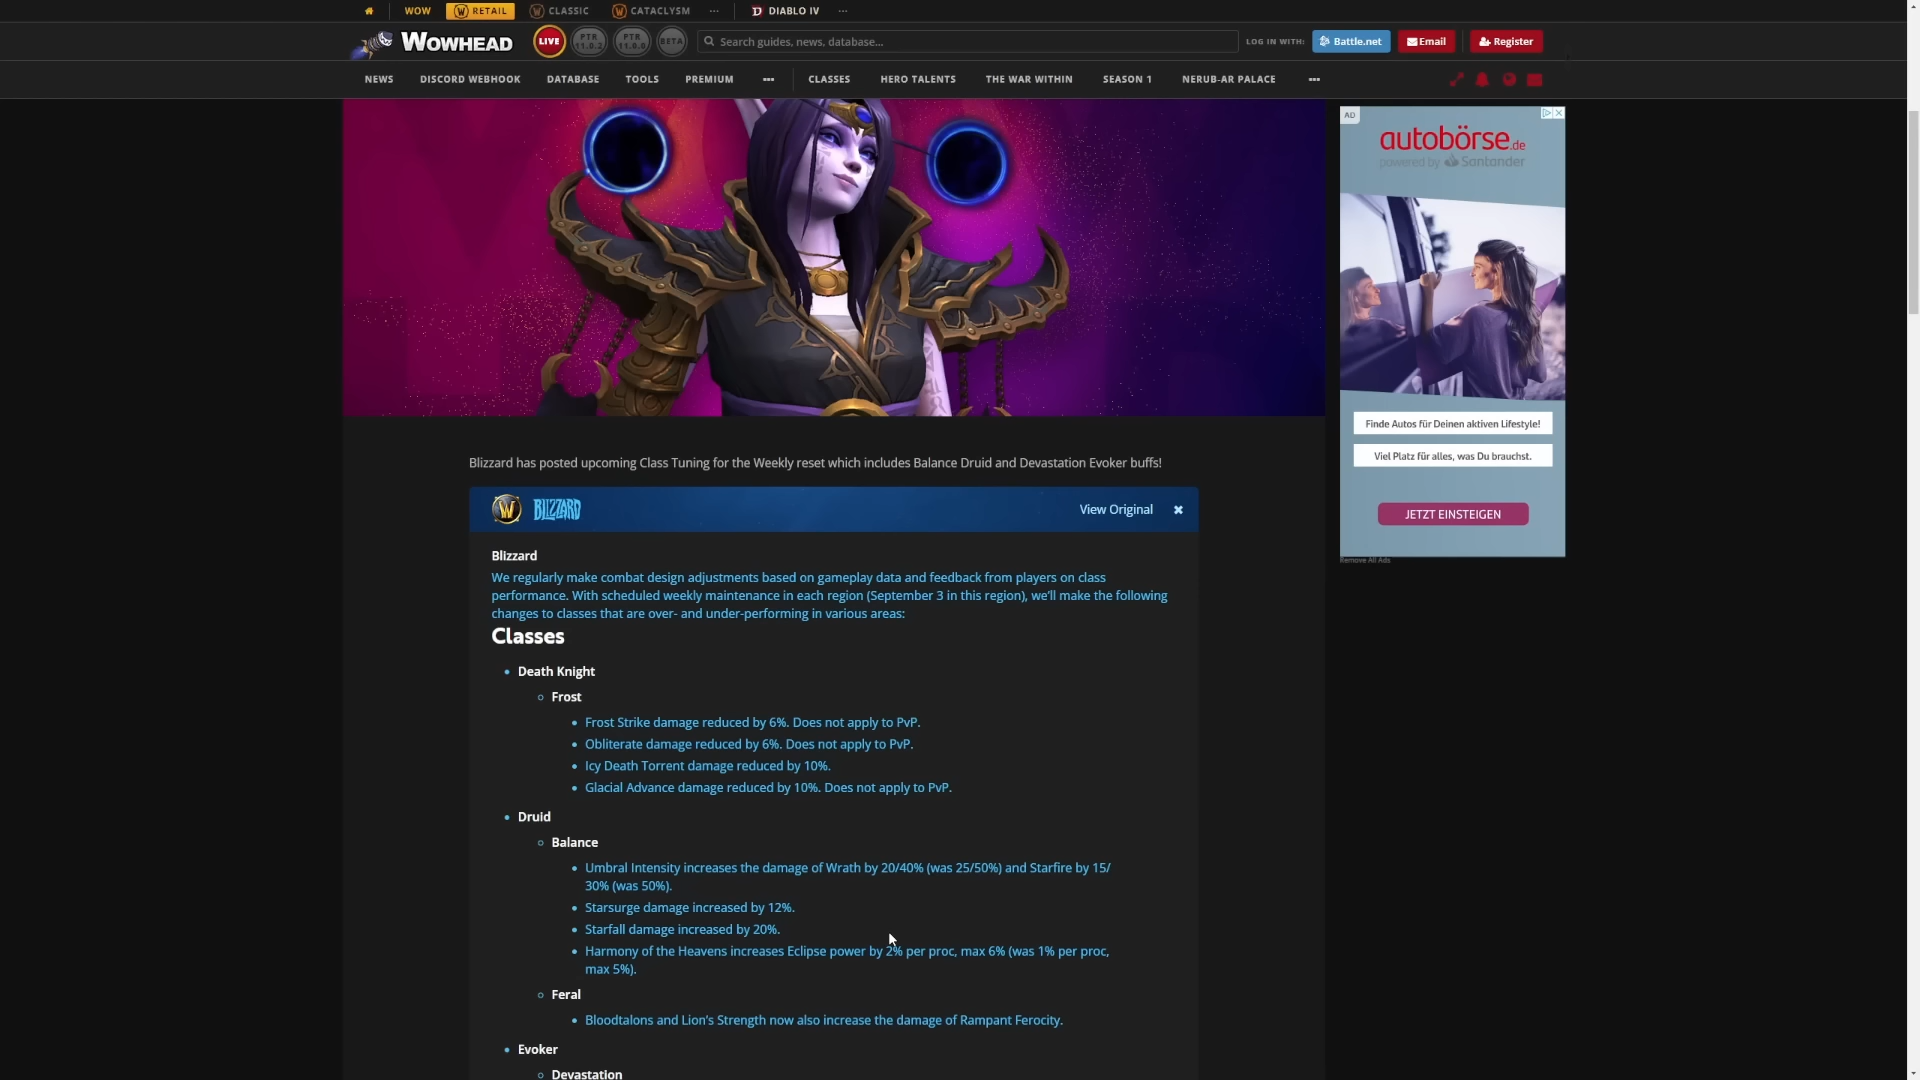 WOW
RETAIL
CLASSIC
CATACLYSM
DIABLO IV
WOWHEAD
LIVE
PTR 11.0.2
PTR 11.0.0
BETA
Search guides, news, database...
LOG IN WITH:
Battle.net
Email
Register
NEWS
DISCORD WEBHOOK
DATABASE
TOOLS
PREMIUM
CLASSES
HERO TALENTS
THE WAR WITHIN
SEASON 1
NERUB-AR PALACE
AD
autobörse.de
powered by Santander
Finde Autos für Deinen aktiven Lifestyle!
Viel Platz für alles, was Du brauchst.
JETZT EINSTEIGEN
Remove All Ads
Blizzard has posted upcoming Class Tuning for the Weekly reset which includes Balance Druid and Devastation Evoker buffs!
BLIZZARD
View Original
Blizzard
We regularly make combat design adjustments based on gameplay data and feedback from players on class
performance. With scheduled weekly maintenance in each region (September 3 in this region), we'll make the following
changes to classes that are over- and under-performing in various areas:
Classes
Death Knight
Frost
Frost Strike damage reduced by 6%. Does not apply to PvP.
Obliterate damage reduced by 6%. Does not apply to PvP.
Icy Death Torrent damage reduced by 10%.
Glacial Advance damage reduced by 10%. Does not apply to PvP.
Druid
Balance
Umbral Intensity increases the damage of Wrath by 20/40% (was 25/50%) and Starfire by 15/
30% (was 50%).
Starsurge damage increased by 12%.
Starfall damage increased by 20%.
Harmony of the Heavens increases Eclipse power by 2% per proc, max 6% (was 1% per proc,
max 5%).
Feral
Bloodtalons and Lion's Strength now also increase the damage of Rampant Ferocity.
Evoker
Devastation